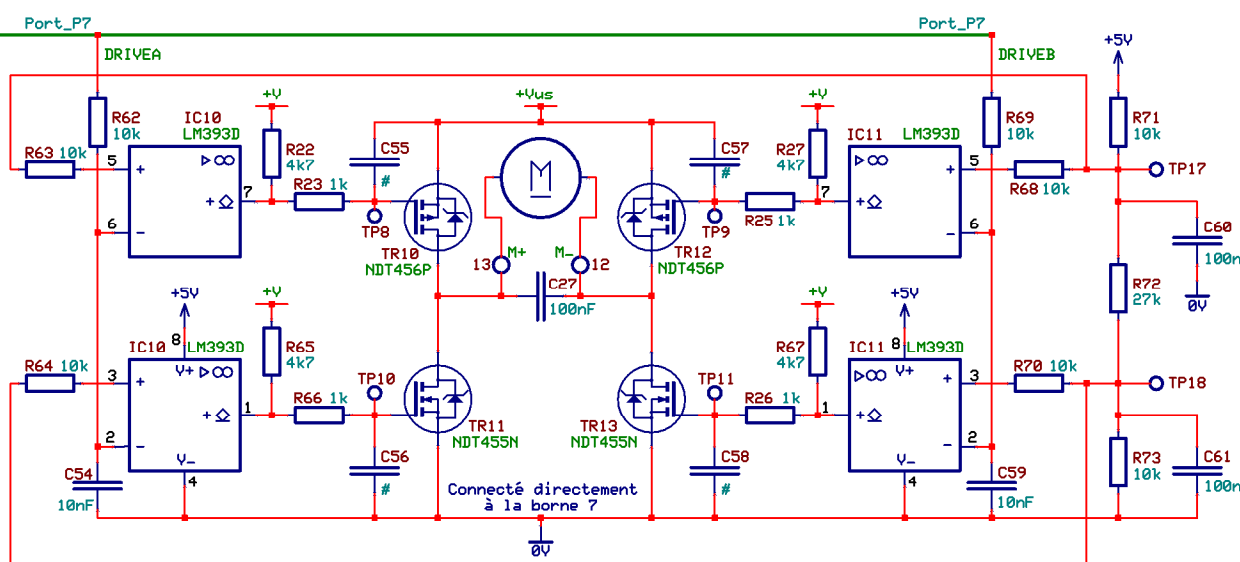 Port_P7
Port_P7
DRIVEA
DRIVEB
+5V
R62
10k
IC10
LM393D
+V
R22
4k7
+Vus
C55
#
C57
#
+V
R27
4k7
IC11
LM393D
R69
10k
R71
10k
R63 10k
5
+
▷∞
M
▷∞
5
+
R68 10k
TP17
R23 1k
7
+
TP8
TR10
NDT456P
TP9
TR12
NDT456P
R25 1k
7
+
6
-
6
-
C60
100n
13
M+
M-
12
C27
100nF
R72
27k
0V
+5V
8
IC10
LM393D
+V
R65
4k7
+V
R67
4k7
+5V
8
IC11
LM393D
R64 10k
3
+
V+
▷∞
▷∞
V+
3
+
R70 10k
TP18
TP10
TP11
R66 1k
1
+
TR11
NDT455N
TR13
NDT455N
R26 1k
1
+
2
-
V-
4
2
-
V-
4
C54
10nF
C56
#
C58
#
C59
10nF
R73
10k
C61
100n
Connecté directement
à la borne 7
0V